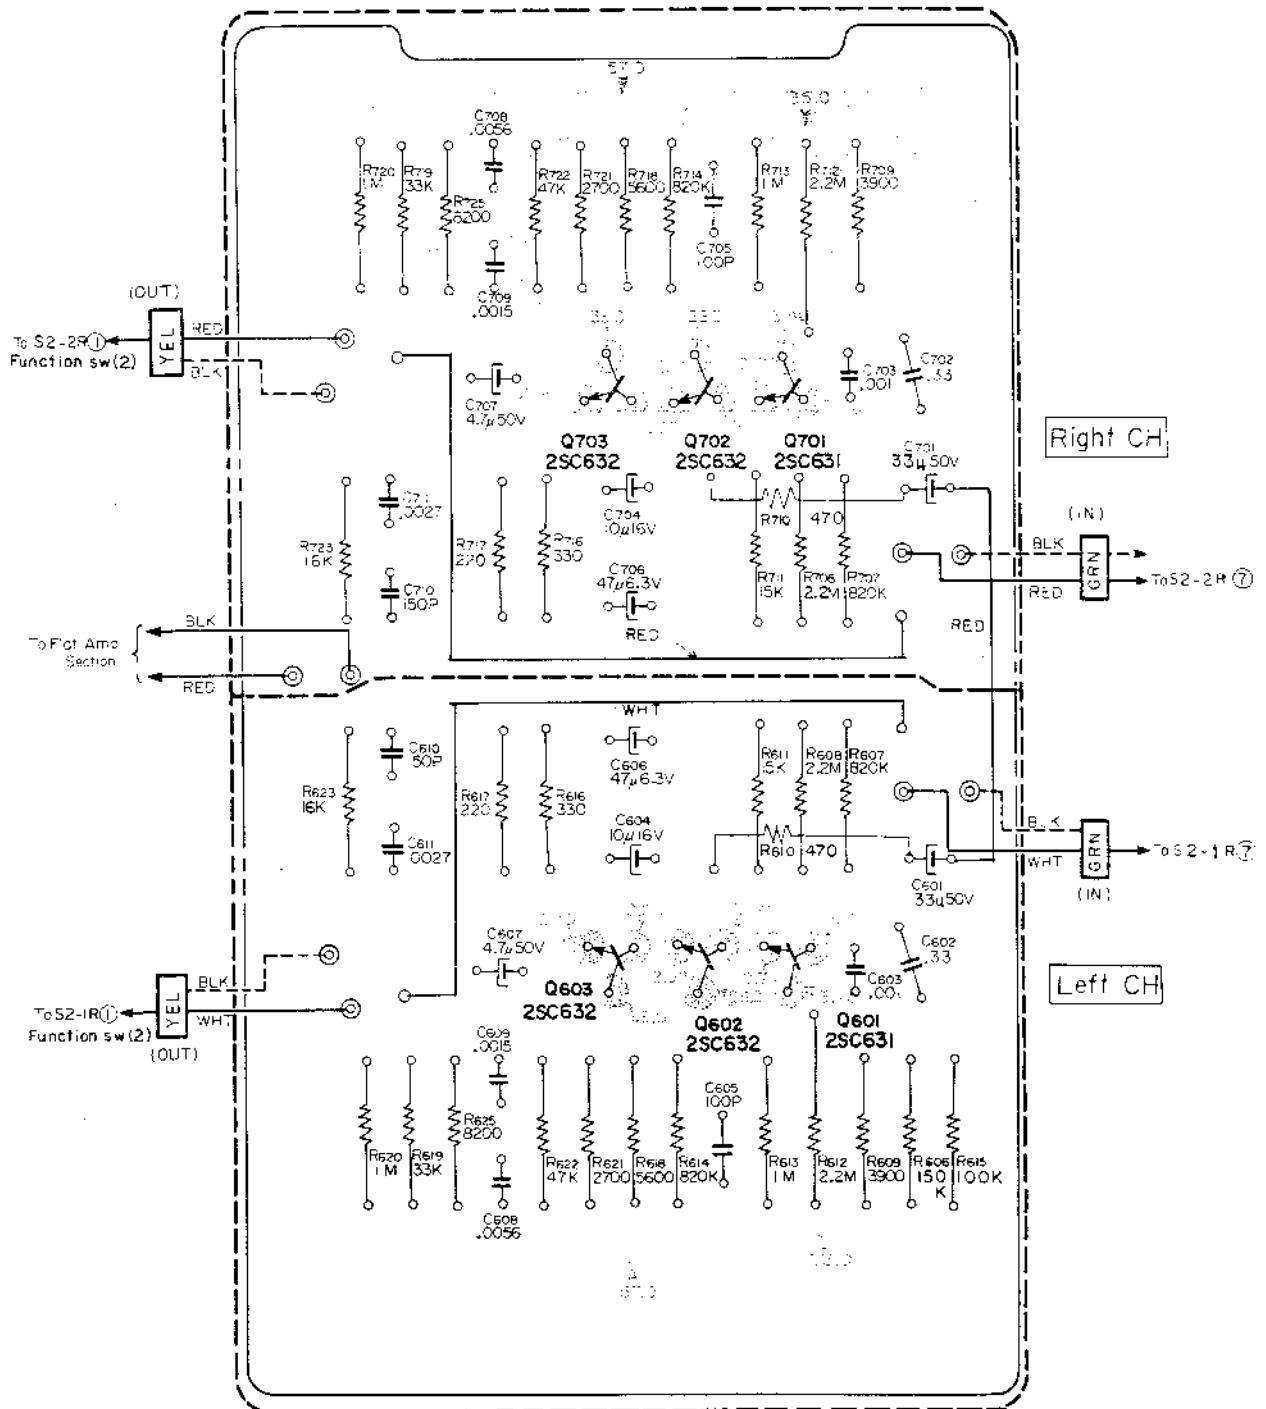 57.0
36.0
C708
.0056
R720
1M
R719
33K
R725
8200
R722
47K
R721
2700
R718
5600
R714
820K
C705
100P
R713
1M
R712
2.2M
R709
3900
C709
.0015
(OUT)
YEL
RED
BLK
To S2-2R①
Function sw(2)
C707
4.7μ50V
33.0
C703
.001
C702
.33
Q703
2SC632
Q702
2SC632
Q701
2SC631
C701
33μ50V
Right CH
C711
.0027
R723
16K
C710
150P
R717
220
R716
330
C704
10μ16V
C706
47μ6.3V
R710
470
R711
15K
R708
2.2M
R707
820K
(IN)
BLK
GRN
RED
To S2-2R⑦
RED
RED
BLK
To Flat Amp
Section
RED
WHT
R623
16K
C610
50P
C611
.0027
R617
220
R616
330
C606
47μ6.3V
C604
10μ16V
R611
15K
R608
2.2M
R607
820K
R610
470
BLK
WHT
GRN
(IN)
To S2-1R⑦
C601
33μ50V
C607
4.7μ50V
C603
.001
C602
.33
Left CH
Q603
2SC632
Q602
2SC632
Q601
2SC631
BLK
YEL
WHT
(OUT)
To S2-1R①
Function sw(2)
C609
.0015
R620
1M
R619
33K
R625
8200
C608
.0056
R622
47K
R621
2700
R618
5600
R614
820K
C605
100P
R613
1M
R612
2.2M
R609
3900
R606
150
K
R615
100K